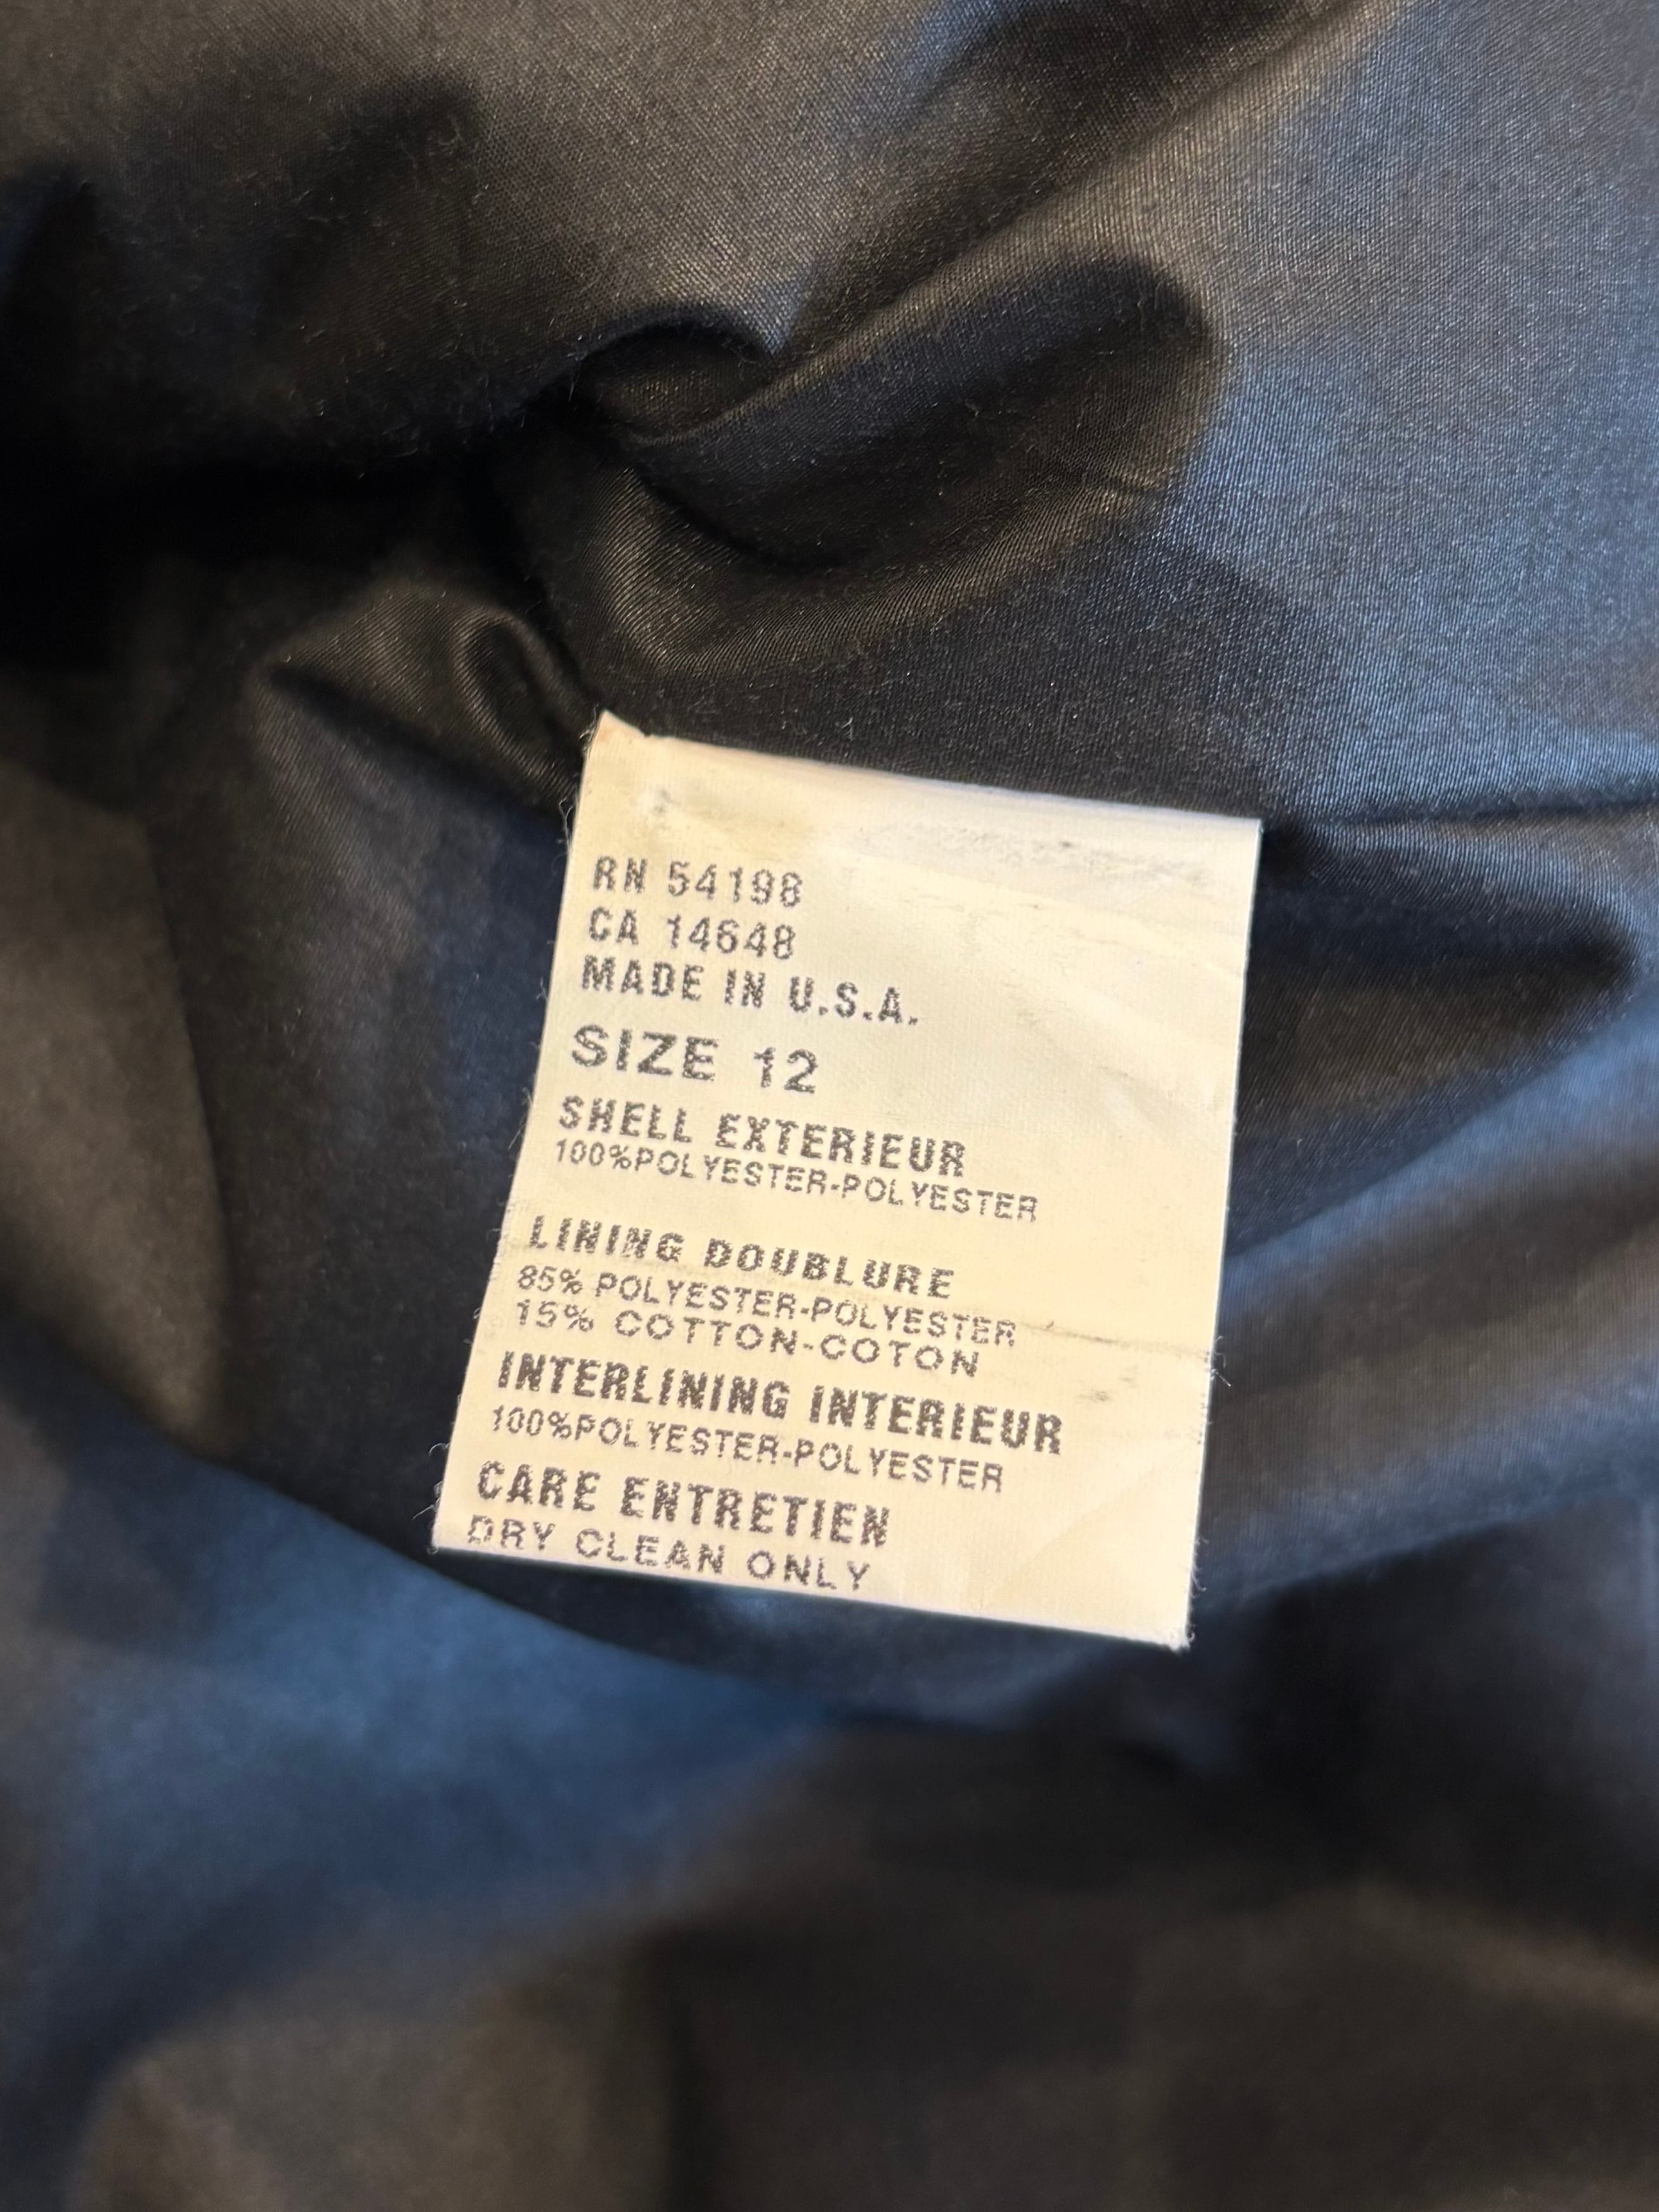 RN 54198
CA 14648
MADE IN U.S.A.
SIZE 12
SHELL EXTERIEUR
100%POLYESTER-POLYESTER
LINING DOUBLURE
85% POLYESTER-POLYESTER
15% COTTON-COTON
INTERLINING INTERIEUR
100%POLYESTER-POLYESTER
CARE ENTRETIEN
DRY CLEAN ONLY